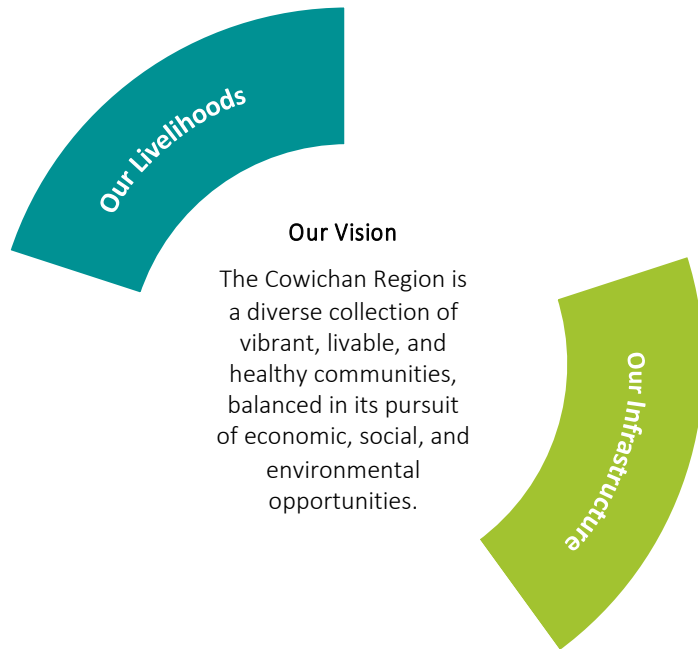 Our Livelihoods
Our Vision
The Cowichan Region is
a diverse collection of
vibrant, livable, and
healthy communities,
balanced in its pursuit
of economic, social, and
environmental
opportunities.
Our Infrastructure